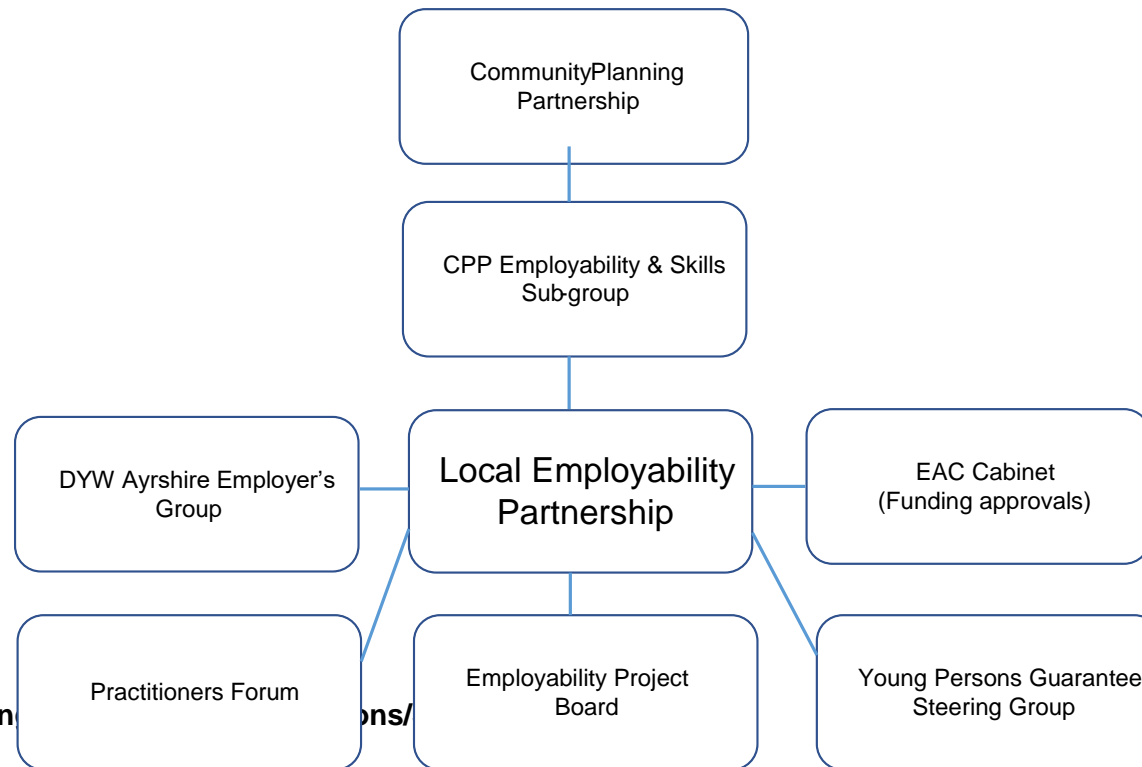 CommunityPlanning
Partnership
CPP Employability & Skills
Sub-group
DYW Ayrshire Employer's
Group
Local Employability
Partnership
EAC Cabinet
(Funding approvals)
Practitioners Forum
Employability Project
Board
Young Persons Guarantee
Steering Group